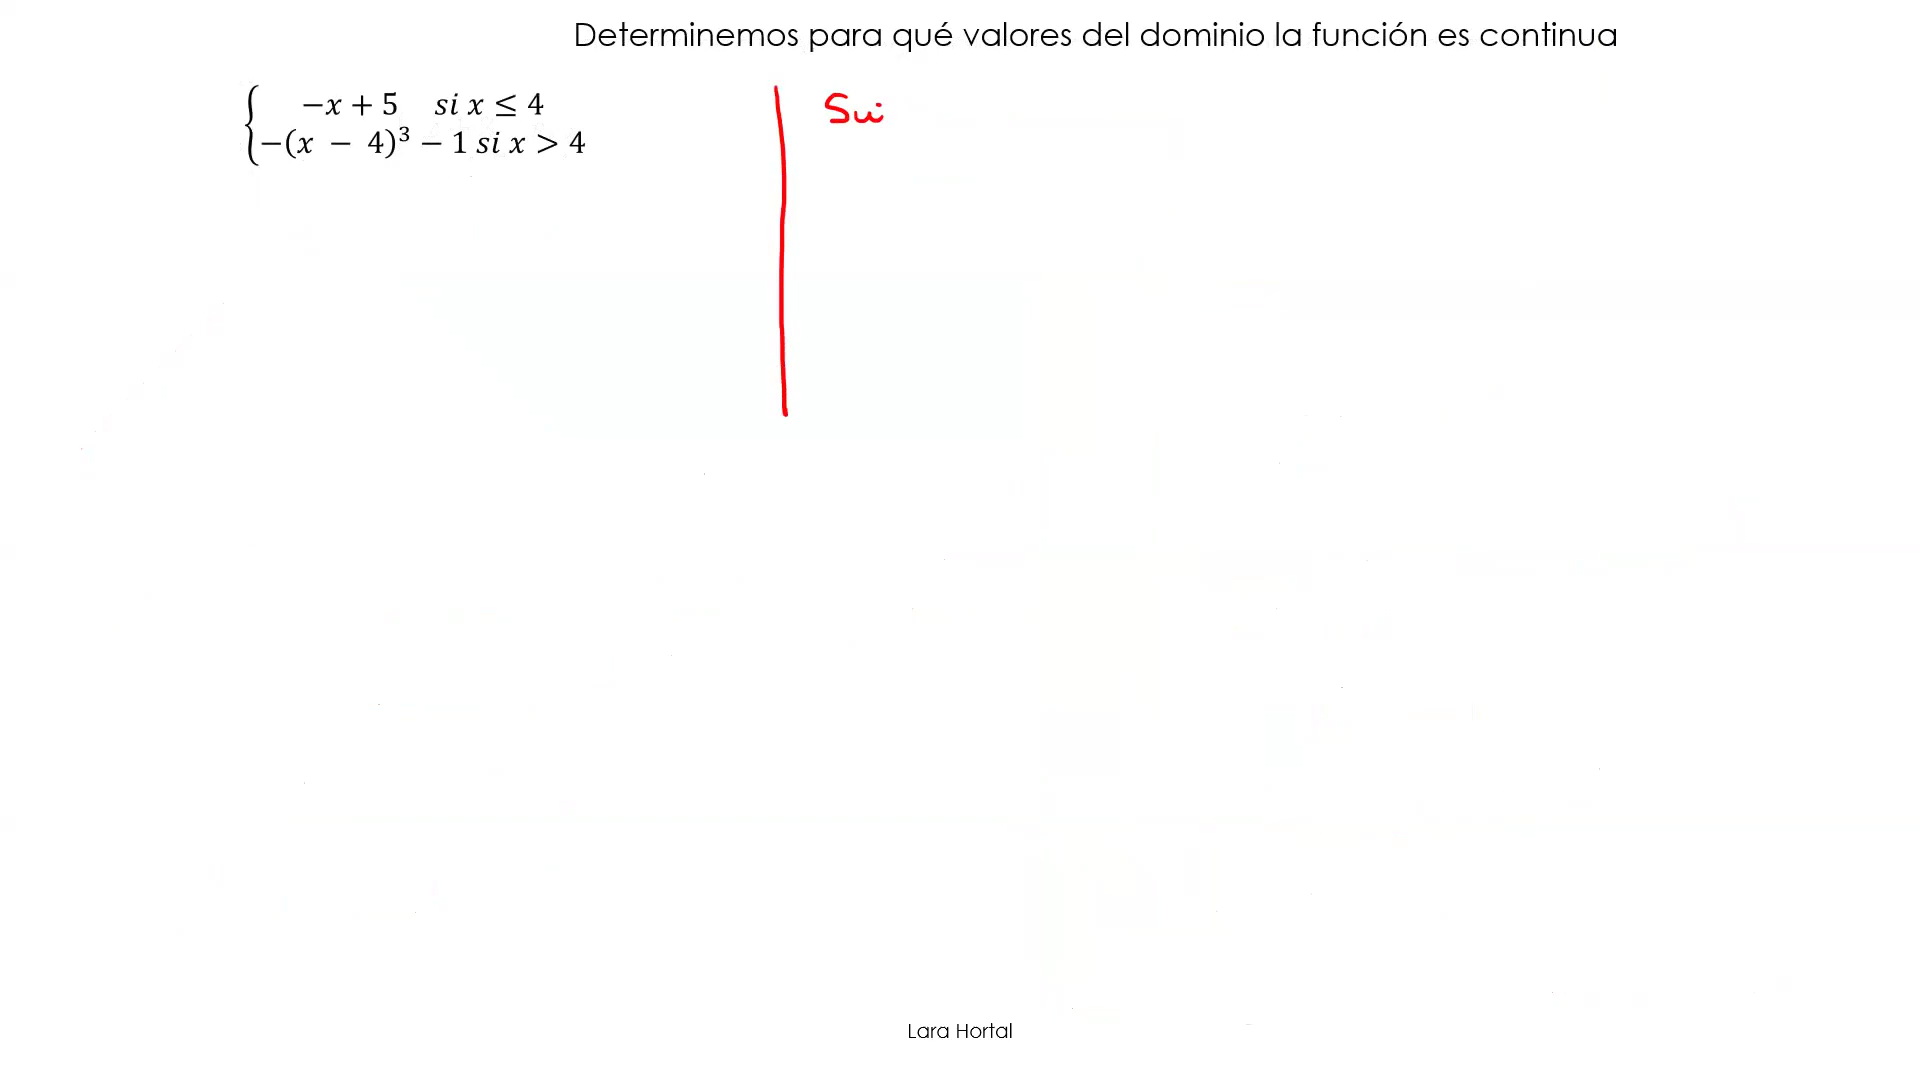 Determinemos para qué valores del dominio la función es continua
−x + 5 si x ≤ 4
−(x − 4)³ − 1 si x > 4
Sui
Lara Hortal